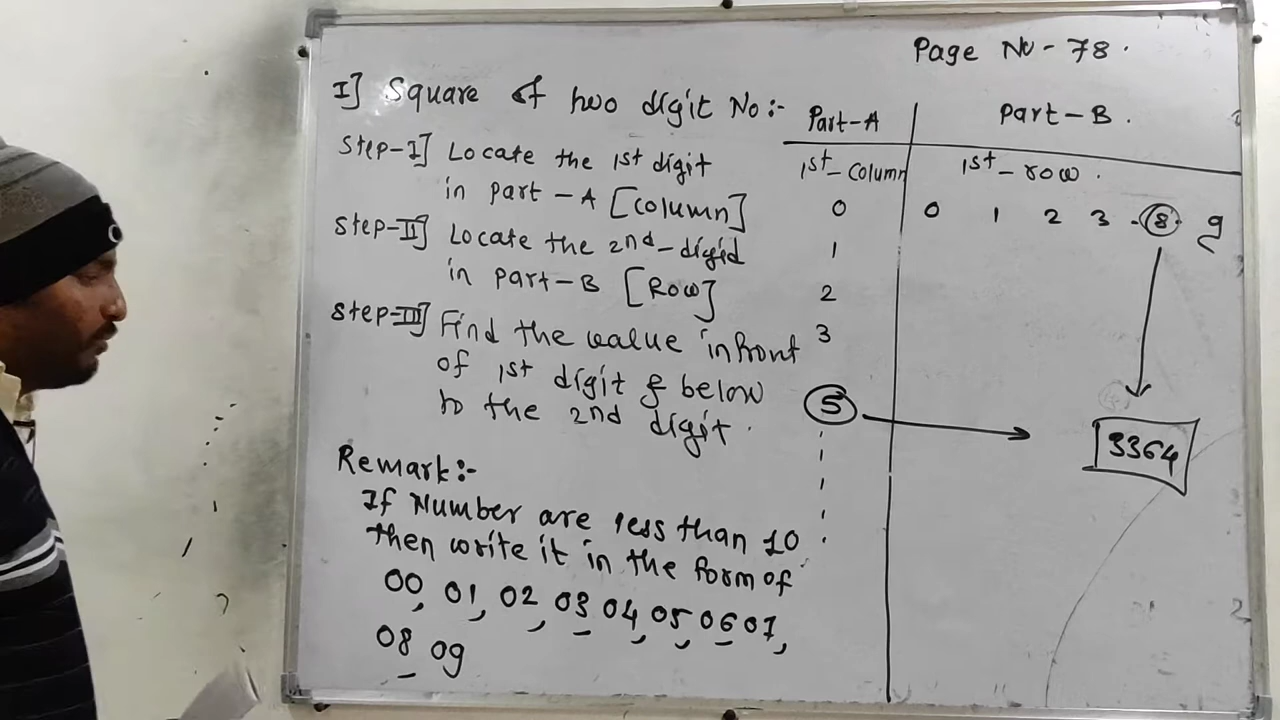 Page No - 78.
I] Square of two digit No :-
Step-I] Locate the 1st digit
in part - A [column]
Step-II] Locate the 2nd - digid
in part-B [Row]
Step-III] Find the value infront
of 1st digit & below
to the 2nd digit.
Remark:-
If Number are less than 10
then write it in the form of
00, 01, 02, 03 04, 05, 06 07,
08 09
Part-A Part-B.
1st-column 1st-row.
0 0 1 2 3 8 9
1
2
3
5
3364